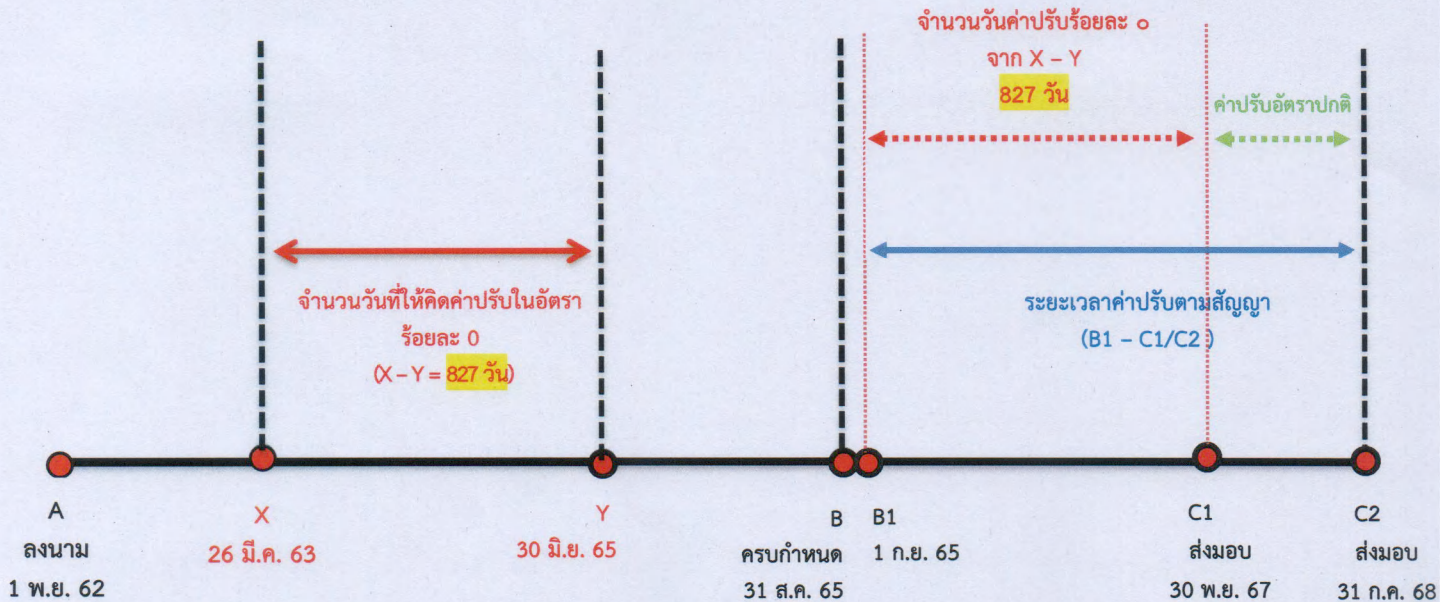 จำนวนวันค่าปรับร้อยละ ๐
จาก X – Y
827 วัน
ค่าปรับอัตราปกติ
จำนวนวันที่ให้คิดค่าปรับในอัตรา
ร้อยละ 0
(X – Y = 827 วัน)
ระยะเวลาค่าปรับตามสัญญา
(B1 – C1/C2 )
A
ลงนาม
1 พ.ย. 62
X
26 มี.ค. 63
Y
30 มิ.ย. 65
B
ครบกำหนด
31 ส.ค. 65
B1
1 ก.ย. 65
C1
ส่งมอบ
30 พ.ย. 67
C2
ส่งมอบ
31 ก.ค. 68